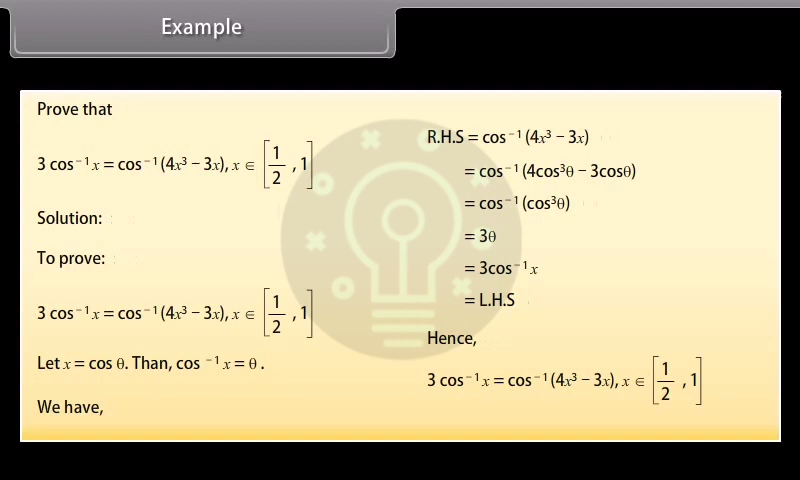 Example
Prove that
3 cos⁻¹x = cos⁻¹(4x³ − 3x), x ∈ [1/2 , 1]
Solution:
To prove:
3 cos⁻¹x = cos⁻¹(4x³ − 3x), x ∈ [1/2 , 1]
Let x = cos θ. Than, cos ⁻¹x = θ .
We have,
R.H.S = cos⁻¹(4x³ − 3x)
= cos⁻¹(4cos³θ − 3cosθ)
= cos⁻¹(cos³θ)
= 3θ
= 3cos⁻¹x
= L.H.S
Hence,
3 cos⁻¹x = cos⁻¹(4x³ − 3x), x ∈ [1/2 , 1]